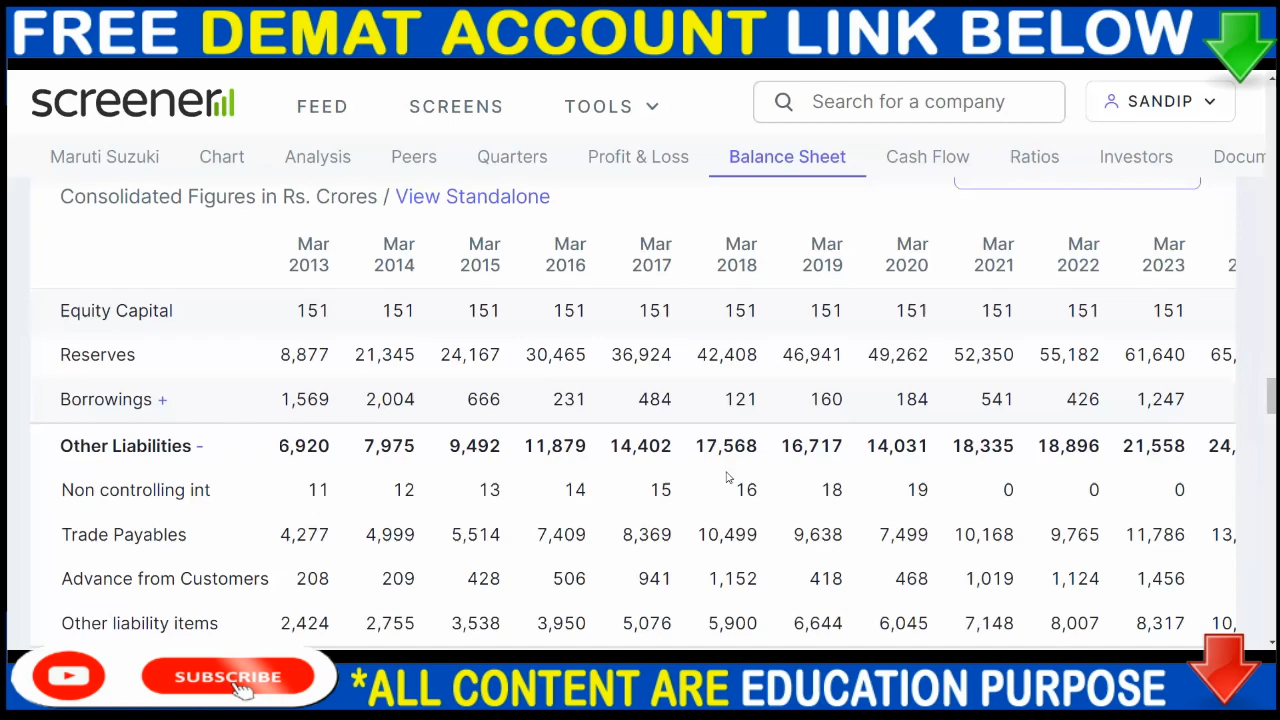 FREE DEMAT ACCOUNT LINK BELOW
screener FEED SCREENS TOOLS Search for a company SANDIP
Maruti Suzuki Chart Analysis Peers Quarters Profit & Loss Balance Sheet Cash Flow Ratios Investors Docum
Consolidated Figures in Rs. Crores / View Standalone
Mar Mar Mar Mar Mar Mar Mar Mar Mar Mar Mar
2013 2014 2015 2016 2017 2018 2019 2020 2021 2022 2023 2
Equity Capital 151 151 151 151 151 151 151 151 151 151 151
Reserves 8,877 21,345 24,167 30,465 36,924 42,408 46,941 49,262 52,350 55,182 61,640 65,
Borrowings + 1,569 2,004 666 231 484 121 160 184 541 426 1,247
Other Liabilities - 6,920 7,975 9,492 11,879 14,402 17,568 16,717 14,031 18,335 18,896 21,558 24,
Non controlling int 11 12 13 14 15 16 18 19 0 0 0
Trade Payables 4,277 4,999 5,514 7,409 8,369 10,499 9,638 7,499 10,168 9,765 11,786 13,
Advance from Customers 208 209 428 506 941 1,152 418 468 1,019 1,124 1,456
Other liability items 2,424 2,755 3,538 3,950 5,076 5,900 6,644 6,045 7,148 8,007 8,317 10,
SUBSCRIBE
*ALL CONTENT ARE EDUCATION PURPOSE